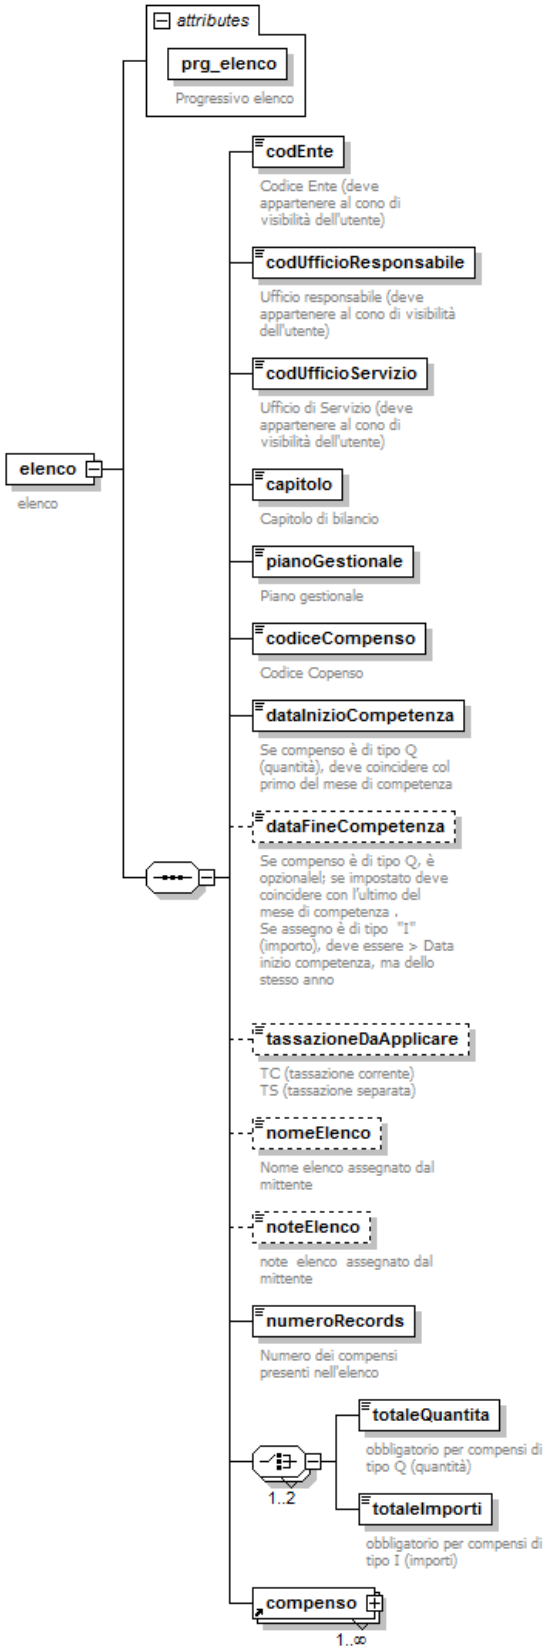 attributes
prg_elenco
Progressivo elenco
codEnte
Codice Ente (deve
appartenere al cono di
visibilità dell'utente)
codUfficioResponsabile
Ufficio responsabile (deve
appartenere al cono di visibilità
dell'utente)
codUfficioServizio
Ufficio di Servizio (deve
appartenere al cono di
visibilità dell'utente)
elenco
elenco
capitolo
Capitolo di bilancio
pianoGestionale
Piano gestionale
codiceCompenso
Codice Copenso
dataInizioCompetenza
Se compenso è di tipo Q
(quantità), deve coincidere col
primo del mese di competenza
dataFineCompetenza
Se compenso è di tipo Q, è
opzionalel; se impostato deve
coincidere con l'ultimo del
mese di competenza .
Se assegno è di tipo "I"
(importo), deve essere > Data
inizio competenza, ma dello
stesso anno
tassazioneDaApplicare
TC (tassazione corrente)
TS (tassazione separata)
nomeElenco
Nome elenco assegnato dal
mittente
noteElenco
note elenco assegnato dal
mittente
numeroRecords
Numero dei compensi
presenti nell'elenco
totaleQuantita
obbligatorio per compensi di
tipo Q (quantità)
1..2
totaleImporti
obbligatorio per compensi di
tipo I (importi)
compenso
1..∞